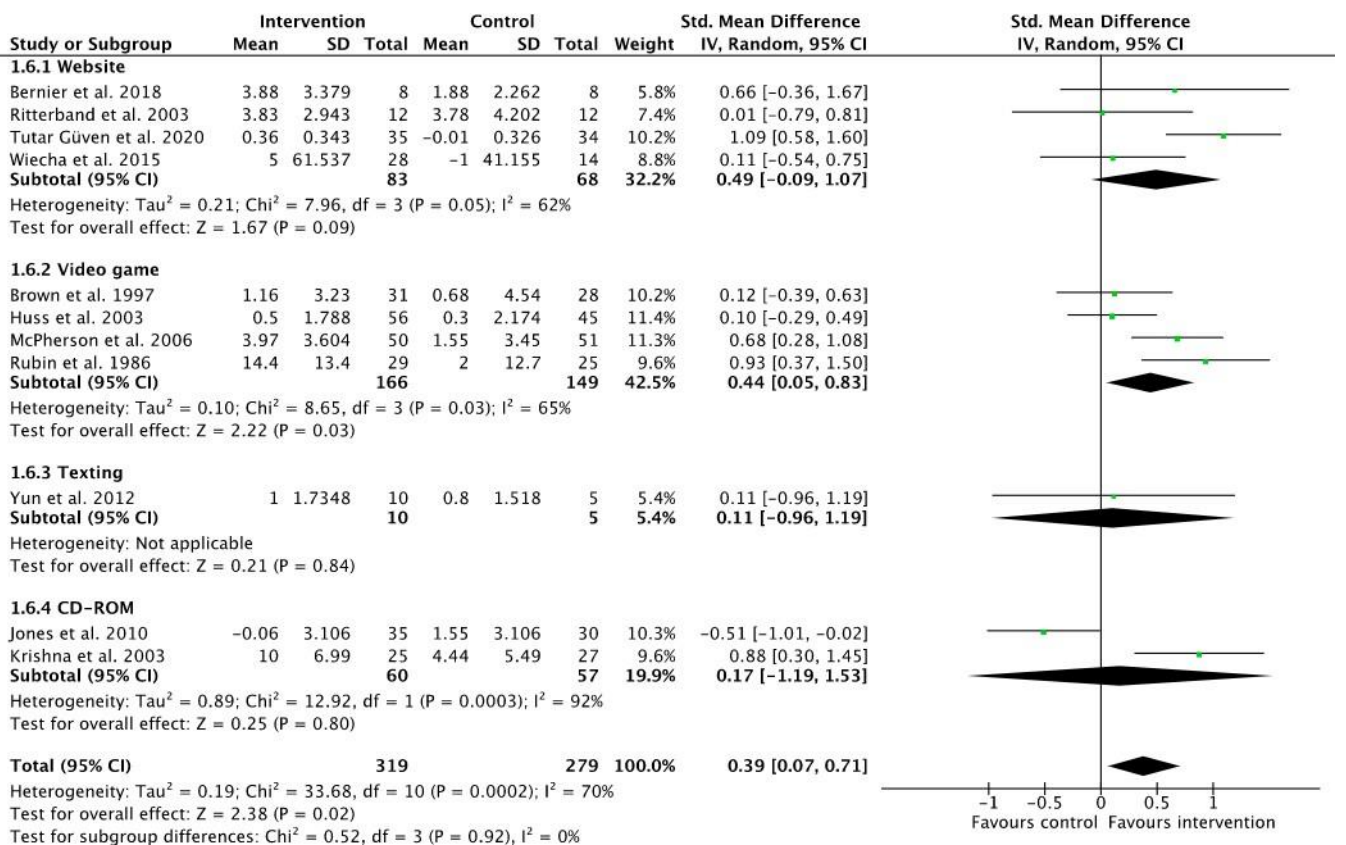 Intervention Control Std. Mean Difference Std. Mean Difference
Study or Subgroup Mean SD Total Mean SD Total Weight IV, Random, 95% CI IV, Random, 95% CI
1.6.1 Website
Bernier et al. 2018 3.88 3.379 8 1.88 2.262 8 5.8% 0.66 [-0.36, 1.67]
Ritterband et al. 2003 3.83 2.943 12 3.78 4.202 12 7.4% 0.01 [-0.79, 0.81]
Tutar Güven et al. 2020 0.36 0.343 35 -0.01 0.326 34 10.2% 1.09 [0.58, 1.60]
Wiecha et al. 2015 5 61.537 28 -1 41.155 14 8.8% 0.11 [-0.54, 0.75]
Subtotal (95% CI) 83 68 32.2% 0.49 [-0.09, 1.07]
Heterogeneity: Tau² = 0.21; Chi² = 7.96, df = 3 (P = 0.05); I² = 62%
Test for overall effect: Z = 1.67 (P = 0.09)
1.6.2 Video game
Brown et al. 1997 1.16 3.23 31 0.68 4.54 28 10.2% 0.12 [-0.39, 0.63]
Huss et al. 2003 0.5 1.788 56 0.3 2.174 45 11.4% 0.10 [-0.29, 0.49]
McPherson et al. 2006 3.97 3.604 50 1.55 3.45 51 11.3% 0.68 [0.28, 1.08]
Rubin et al. 1986 14.4 13.4 29 2 12.7 25 9.6% 0.93 [0.37, 1.50]
Subtotal (95% CI) 166 149 42.5% 0.44 [0.05, 0.83]
Heterogeneity: Tau² = 0.10; Chi² = 8.65, df = 3 (P = 0.03); I² = 65%
Test for overall effect: Z = 2.22 (P = 0.03)
1.6.3 Texting
Yun et al. 2012 1 1.7348 10 0.8 1.518 5 5.4% 0.11 [-0.96, 1.19]
Subtotal (95% CI) 10 5 5.4% 0.11 [-0.96, 1.19]
Heterogeneity: Not applicable
Test for overall effect: Z = 0.21 (P = 0.84)
1.6.4 CD-ROM
Jones et al. 2010 -0.06 3.106 35 1.55 3.106 30 10.3% -0.51 [-1.01, -0.02]
Krishna et al. 2003 10 6.99 25 4.44 5.49 27 9.6% 0.88 [0.30, 1.45]
Subtotal (95% CI) 60 57 19.9% 0.17 [-1.19, 1.53]
Heterogeneity: Tau² = 0.89; Chi² = 12.92, df = 1 (P = 0.0003); I² = 92%
Test for overall effect: Z = 0.25 (P = 0.80)
Total (95% CI) 319 279 100.0% 0.39 [0.07, 0.71]
Heterogeneity: Tau² = 0.19; Chi² = 33.68, df = 10 (P = 0.0002); I² = 70%
Test for overall effect: Z = 2.38 (P = 0.02)
Test for subgroup differences: Chi² = 0.52, df = 3 (P = 0.92), I² = 0%
-1 -0.5 0 0.5 1
Favours control Favours intervention